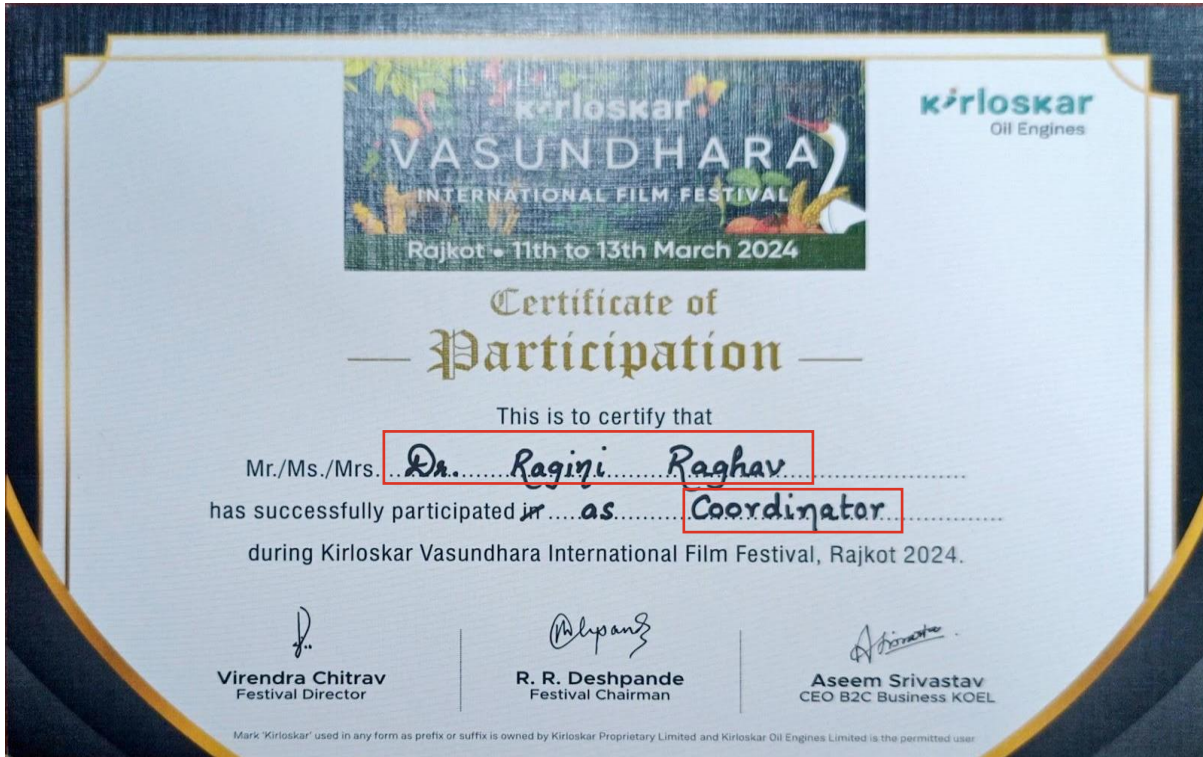 Kirloskar
Oil Engines
Kirloskar
VASUNDHARA
INTERNATIONAL FILM FESTIVAL
Rajkot • 11th to 13th March 2024
Certificate of
Participation
This is to certify that
Mr./Ms./Mrs. Dr. Ragini Raghav
has successfully participated in as Coordinator
during Kirloskar Vasundhara International Film Festival, Rajkot 2024.
Virendra Chitrav
Festival Director
R. R. Deshpande
Festival Chairman
Aseem Srivastav
CEO B2C Business KOEL
Mark 'Kirloskar' used in any form as prefix or suffix is owned by Kirloskar Proprietary Limited and Kirloskar Oil Engines Limited is the permitted user